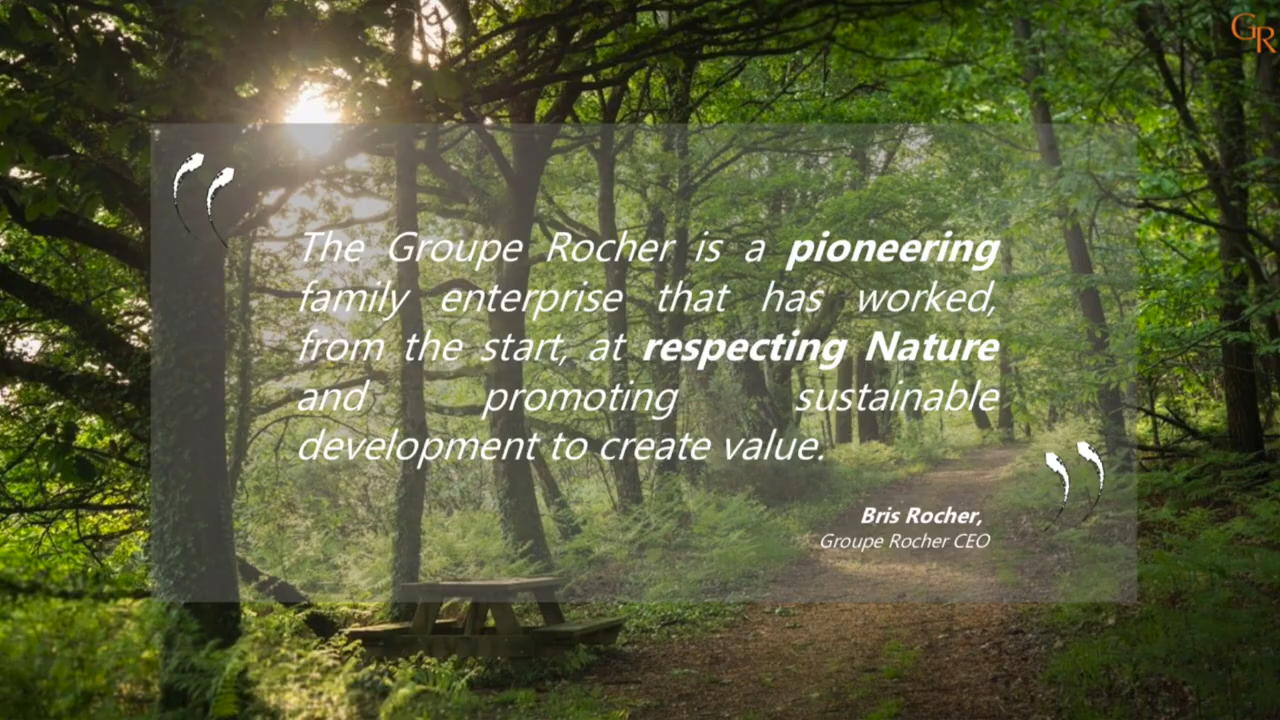 GR
“
The Groupe Rocher is a pioneering
family enterprise that has worked,
from the start, at respecting Nature
and promoting sustainable
development to create value.
”
Bris Rocher,
Groupe Rocher CEO